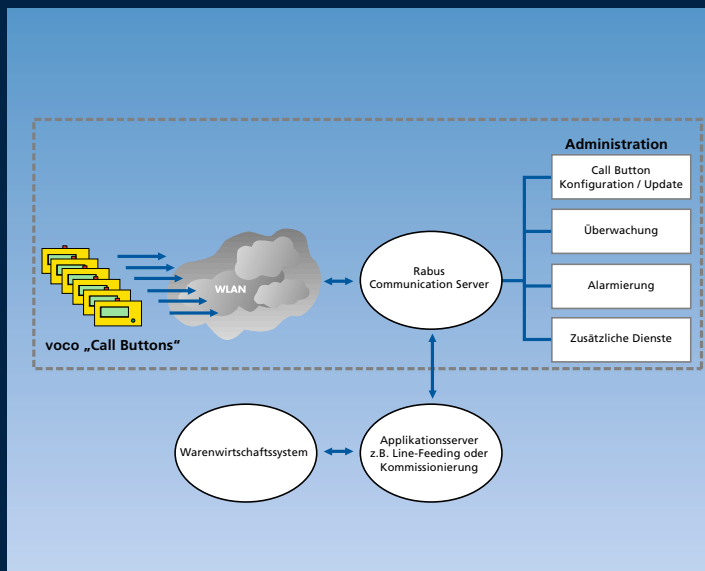 Administration
Call Button
Konfiguration / Update
Überwachung
Alarmierung
Zusätzliche Dienste
Rabus
Communication Server
WLAN
voco „Call Buttons“
Warenwirtschaftssystem
Applikationsserver
z.B. Line-Feeding oder
Kommissionierung